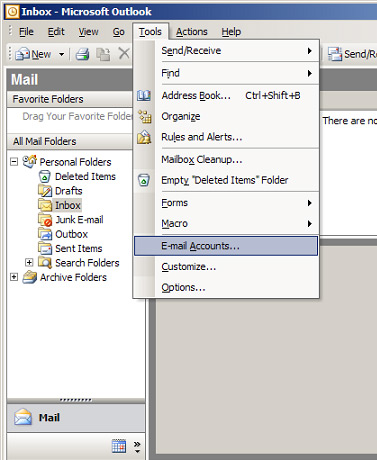 Inbox - Microsoft Outlook
File Edit View Go Tools Actions Help
New Send/Re
Mail
Favorite Folders
Drag Your Favorite Folders
All Mail Folders
Personal Folders
Deleted Items
Drafts
Inbox
Junk E-mail
Outbox
Sent Items
Search Folders
Archive Folders
Send/Receive
Find
Address Book... Ctrl+Shift+B
Organize
Rules and Alerts...
Mailbox Cleanup...
Empty "Deleted Items" Folder
Forms
Macro
E-mail Accounts...
Customize...
Options...
There are no
Mail